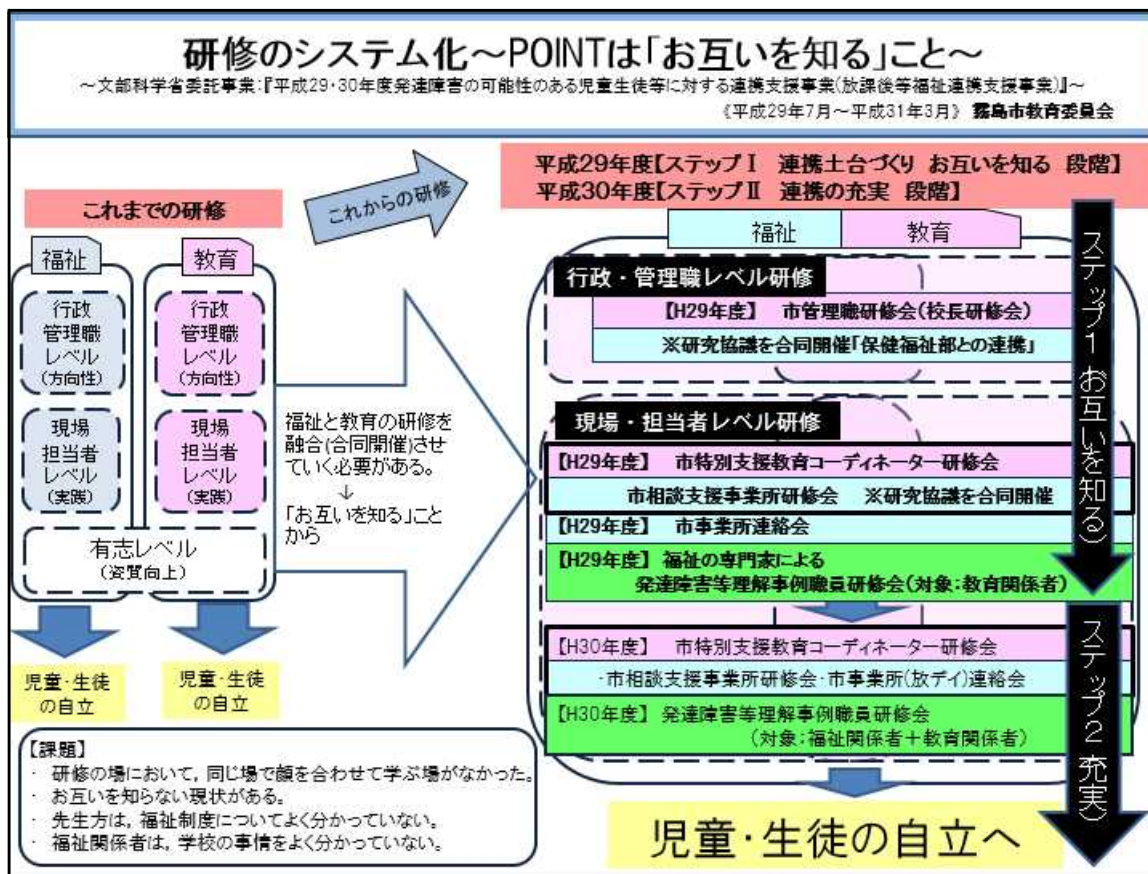 研修のシステム化～POINTは「お互いを知る」こと～
～文部科学省委託事業:『平成29・30年度発達障害の可能性のある児童生徒等に対する連携支援事業(放課後等福祉連携支援事業)』～
《平成29年7月～平成31年3月》 霧島市教育委員会
これまでの研修
福祉
教育
行政
管理職
レベル
(方向性)
行政
管理職
レベル
(方向性)
現場
担当者
レベル
(実践)
現場
担当者
レベル
(実践)
有志レベル
(資質向上)
児童・生徒
の自立
児童・生徒
の自立
【課題】
・ 研修の場において,同じ場で顔を合わせて学ぶ場がなかった。
・ お互いを知らない現状がある。
・ 先生方は,福祉制度についてよく分かっていない。
・ 福祉関係者は,学校の事情をよく分かっていない。
これからの研修
福祉と教育の研修を
融合(合同開催)させ
ていく必要がある。
↓
「お互いを知る」こと
から
平成29年度【ステップⅠ 連携土台づくり お互いを知る 段階】
平成30年度【ステップⅡ 連携の充実 段階】
福祉
教育
行政・管理職レベル研修
【H29年度】 市管理職研修会(校長研修会)
※研究協議を合同開催「保健福祉部との連携」
現場・担当者レベル研修
【H29年度】 市特別支援教育コーディネーター研修会
市相談支援事業所研修会 ※研究協議を合同開催
【H29年度】 市事業所連絡会
【H29年度】 福祉の専門家による
発達障害等理解事例職員研修会(対象:教育関係者)
【H30年度】 市特別支援教育コーディネーター研修会
・市相談支援事業所研修会・市事業所(放デイ)連絡会
【H30年度】 発達障害等理解事例職員研修会
(対象:福祉関係者＋教育関係者)
児童・生徒の自立へ
ステップ1(お互いを知る)
ステップ2(充実)